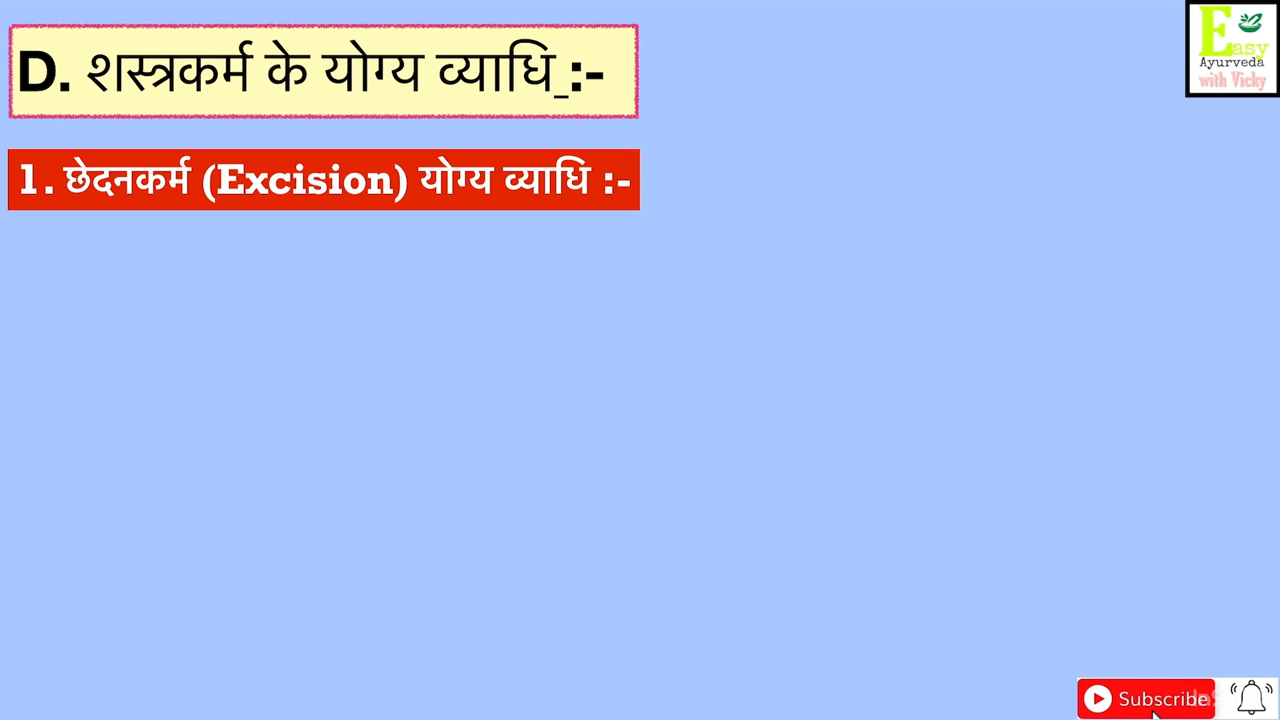 D. शस्त्रकर्म के योग्य व्याधि_:-
1. छेदनकर्म (Excision) योग्य व्याधि :-
Easy
Ayurveda
with Vicky
Subscribe